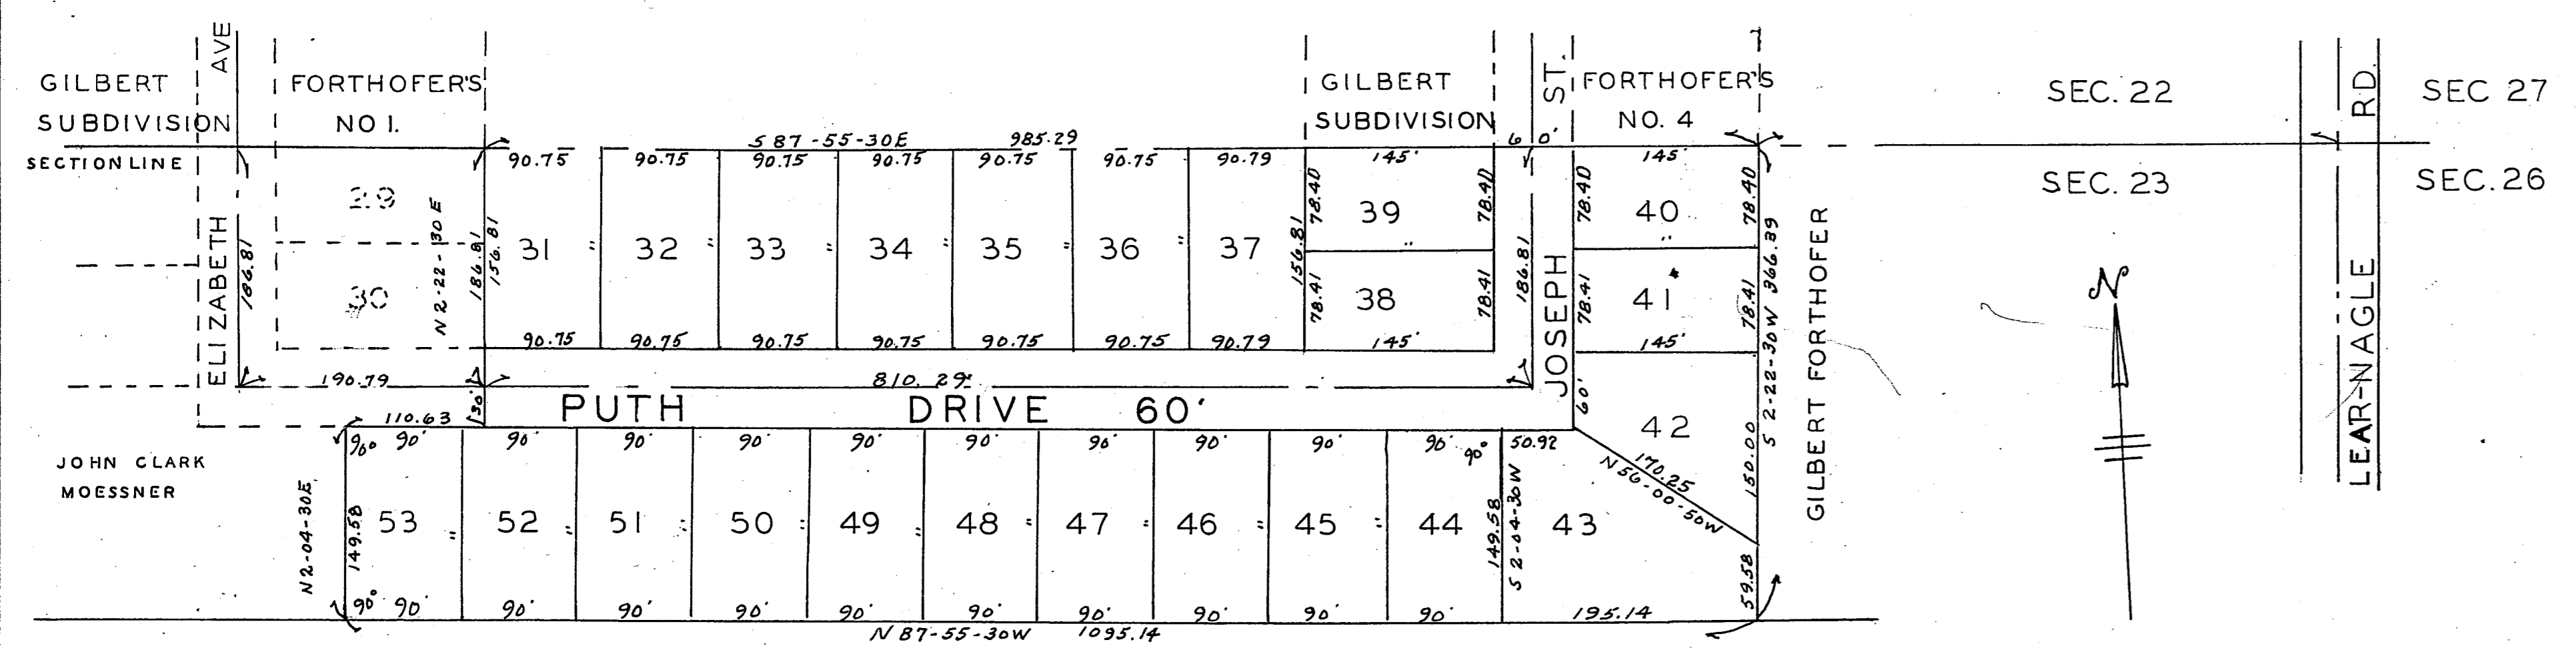 GILBERT
SUBDIVISION
ELIZABETH AVE
FORTHOFER'S
NO 1.
GILBERT
SUBDIVISION
JOSEPH ST.
FORTHOFER'S
NO. 4
SEC. 22
LEAR-NAGLE RD.
SEC 27
SECTION LINE
S 87-55-30E 985.29
60'
SEC. 23
SEC. 26
90.75 90.75 90.75 90.75 90.75 90.75 90.79 145' 145'
186.81
29
30
N 2-22-30 E
186.81
156.81
31 " 32 " 33 " 34 " 35 " 36 " 37
156.81
78.40 39 78.40
78.41 38 78.41
186.81
78.40 40 78.40
"
78.41 41 78.41
"
S 2-22-30W 366.39
GILBERT FORTHOFER
N
90.75 90.75 90.75 90.75 90.75 90.75 90.79 145' 145'
190.79
810.29'
30'
PUTH DRIVE 60'
60'
42
150.00
110.63
90° 90' 90' 90' 90' 90' 90' 90' 90' 90' 90' 90° 50.92
170.25
N 56-00-50W
JOHN CLARK
MOESSNER
N 2-04-30E
149.58
53 " 52 " 51 " 50 " 49 " 48 " 47 " 46 " 45 " 44
149.58
S 2-04-30W
43
59.58
90° 90' 90' 90' 90' 90' 90' 90' 90' 90' 90' 195.14
N 87-55-30W 1095.14